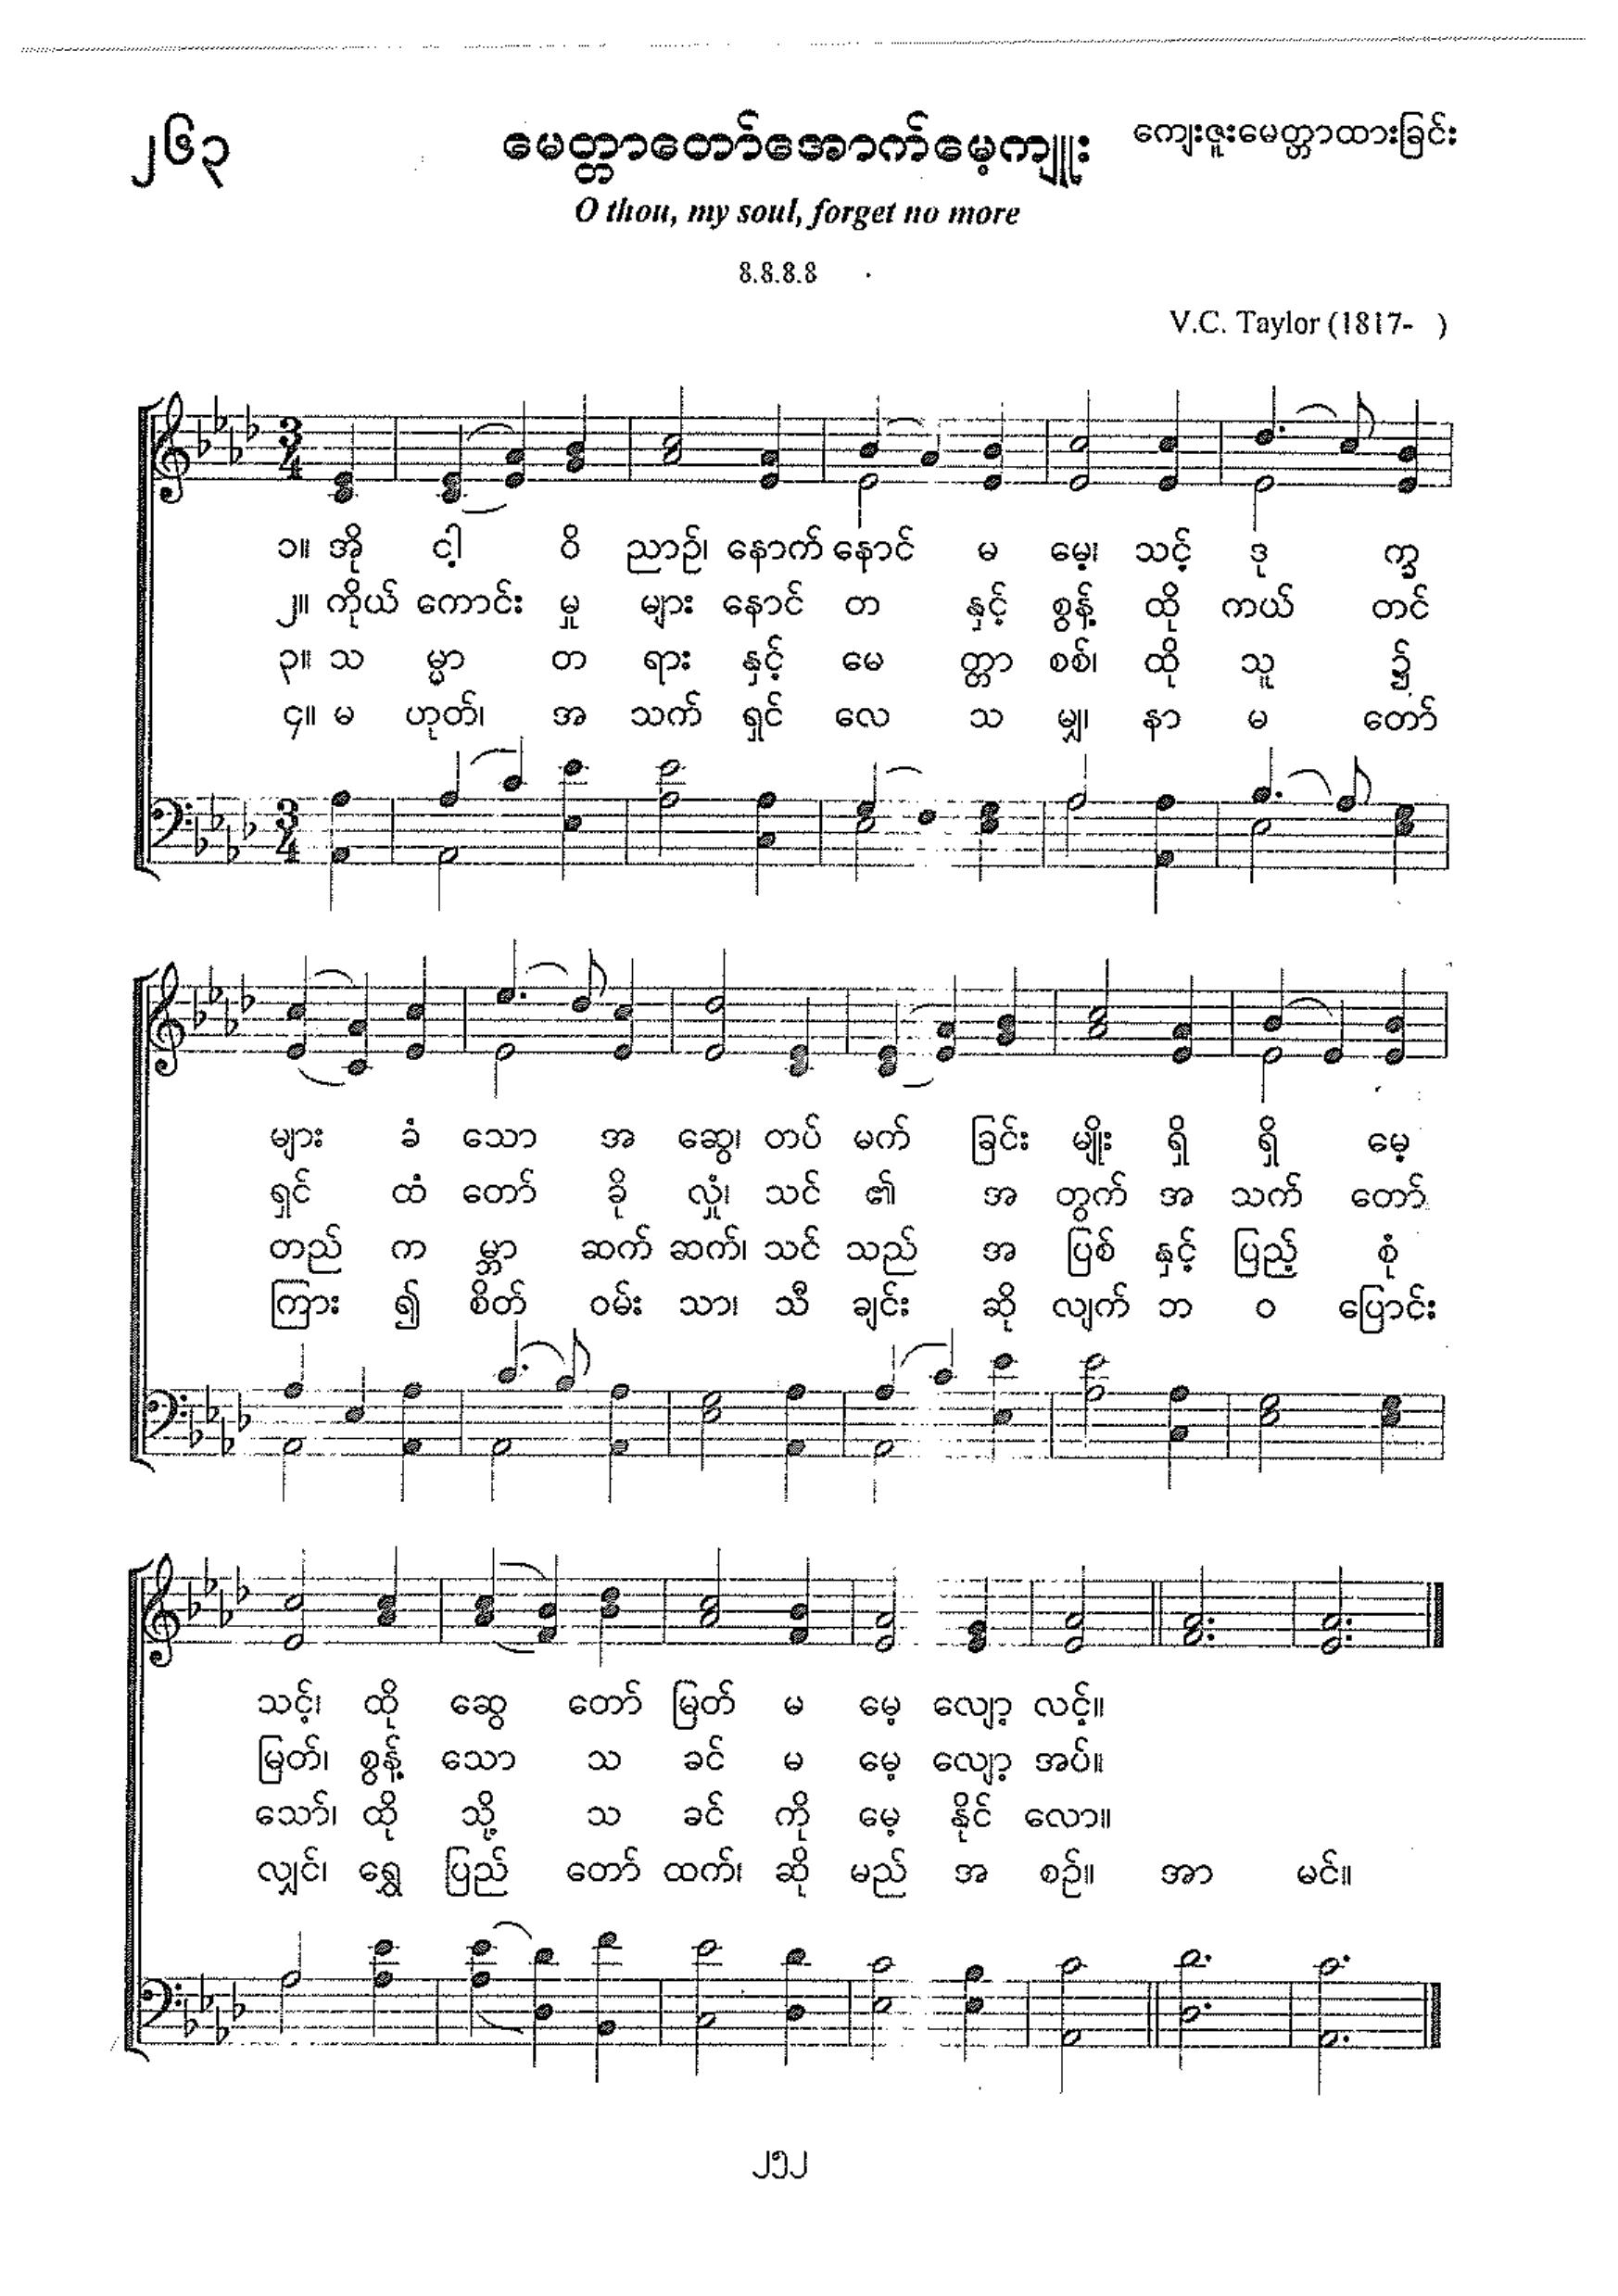 ၂၆၃
မေတ္တာတော်အောက်မေ့ကျူး
ကျေးဇူးမေတ္တာထားခြင်း
O thou, my soul, forget no more
8.8.8.8
V.C. Taylor (1817-   )
3 4
၁။ အို ငါ့ ဝိ ညာဉ်၊ နောက် နောင် မ မေ့၊ သင့် ဒု က္ခ
၂။ ကိုယ် ကောင်း မှု များ နောင် တ နှင့် စွန့် ထို ကယ် တင်
၃။ သ မ္မာ တ ရား နှင့် မေ တ္တာ စစ်၊ ထို သူ ၌
၄။ မ ဟုတ်၊ အ သက် ရှင် လေ သ မျှ၊ နာ မ တော်
3 4
များ ခံ သော အ ဆွေ၊ တပ် မက် ခြင်း မျိုး ရှိ ရှိ မေ့
ရှင် ထံ တော် ခို လှုံ၊ သင် ၏ အ တွက် အ သက် တော်
တည် က မ္ဘာ ဆက် ဆက်၊ သင် သည် အ ပြစ် နှင့် ပြည့် စုံ
ကြား ၍ စိတ် ဝမ်း သာ၊ သီ ချင်း ဆို လျက် ဘ ဝ ပြောင်း
သင့်၊ ထို ဆွေ တော် မြတ် မ မေ့ လျော့ လင့်။
မြတ်၊ စွန့် သော သ ခင် မ မေ့ လျော့ အပ်။
သော်၊ ထို သို့ သ ခင် ကို မေ့ နိုင် လော။
လျှင်၊ ရွှေ ပြည် တော် ထက်၊ ဆို မည် အ စဉ်။ အာ မင်။
၂၅၂